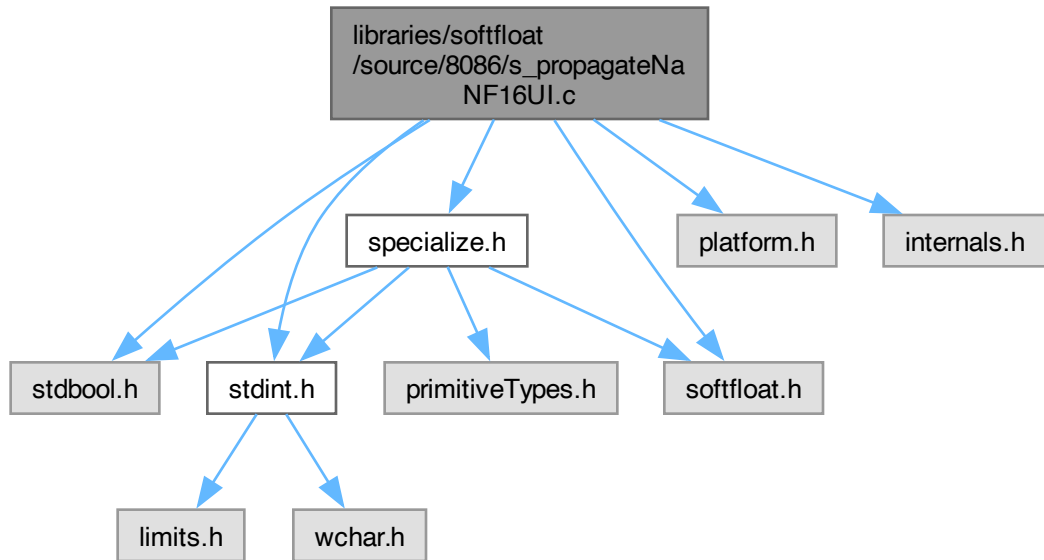 libraries/softfloat
/source/8086/s_propagateNa
NF16UI.c
specialize.h
platform.h
internals.h
stdbool.h
stdint.h
primitiveTypes.h
softfloat.h
limits.h
wchar.h